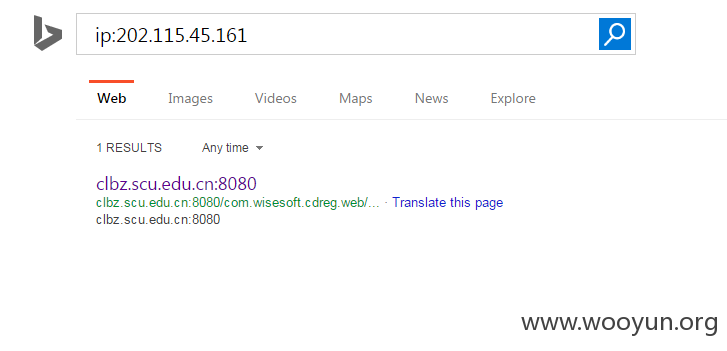 ip:202.115.45.161
Web Images Videos Maps News Explore
1 RESULTS Any time
clbz.scu.edu.cn:8080
clbz.scu.edu.cn:8080/com.wisesoft.cdreg.web/... · Translate this page
clbz.scu.edu.cn:8080
www.wooyun.org